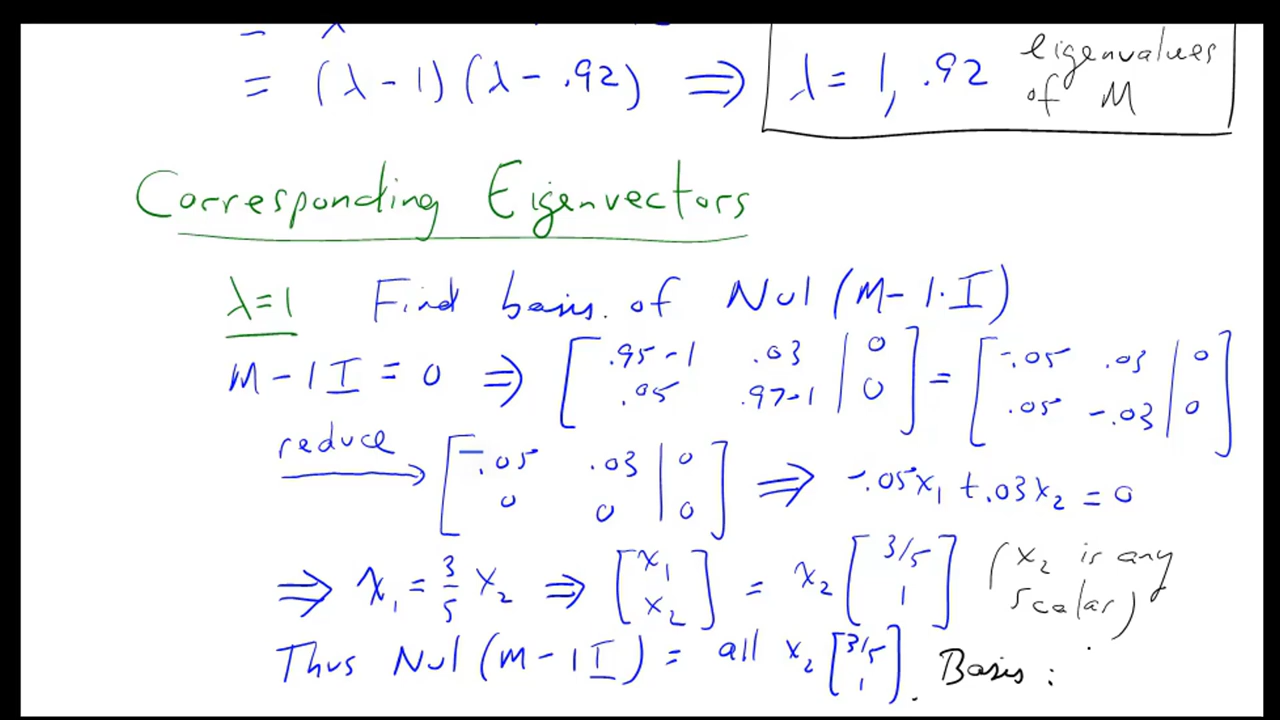 = (λ - 1)(λ - .92) ⟹ λ = 1, .92 eigenvalues of M
Corresponding Eigenvectors
λ=1 Find basis of Nul (M - 1·I)
M - 1I = 0 ⟹ [ .95-1 .03 | 0 ; .05 .97-1 | 0 ] = [ -.05 .03 | 0 ; .05 -.03 | 0 ]
reduce → [ -.05 .03 | 0 ; 0 0 | 0 ] ⟹ -.05x₁ + .03x₂ = 0
⟹ x₁ = 3/5 x₂ ⟹ [ x₁ ; x₂ ] = x₂ [ 3/5 ; 1 ] (x₂ is any scalar)
Thus Nul (M - 1I) = all x₂ [ 3/5 ; 1 ]. Basis: